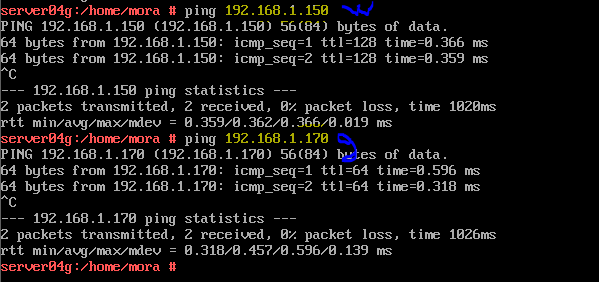 server04g:/home/mora # ping 192.168.1.150
PING 192.168.1.150 (192.168.1.150) 56(84) bytes of data.
64 bytes from 192.168.1.150: icmp_seq=1 ttl=128 time=0.366 ms
64 bytes from 192.168.1.150: icmp_seq=2 ttl=128 time=0.359 ms
^C
--- 192.168.1.150 ping statistics ---
2 packets transmitted, 2 received, 0% packet loss, time 1020ms
rtt min/avg/max/mdev = 0.359/0.362/0.366/0.019 ms
server04g:/home/mora # ping 192.168.1.170
PING 192.168.1.170 (192.168.1.170) 56(84) bytes of data.
64 bytes from 192.168.1.170: icmp_seq=1 ttl=64 time=0.596 ms
64 bytes from 192.168.1.170: icmp_seq=2 ttl=64 time=0.318 ms
^C
--- 192.168.1.170 ping statistics ---
2 packets transmitted, 2 received, 0% packet loss, time 1026ms
rtt min/avg/max/mdev = 0.318/0.457/0.596/0.139 ms
server04g:/home/mora #